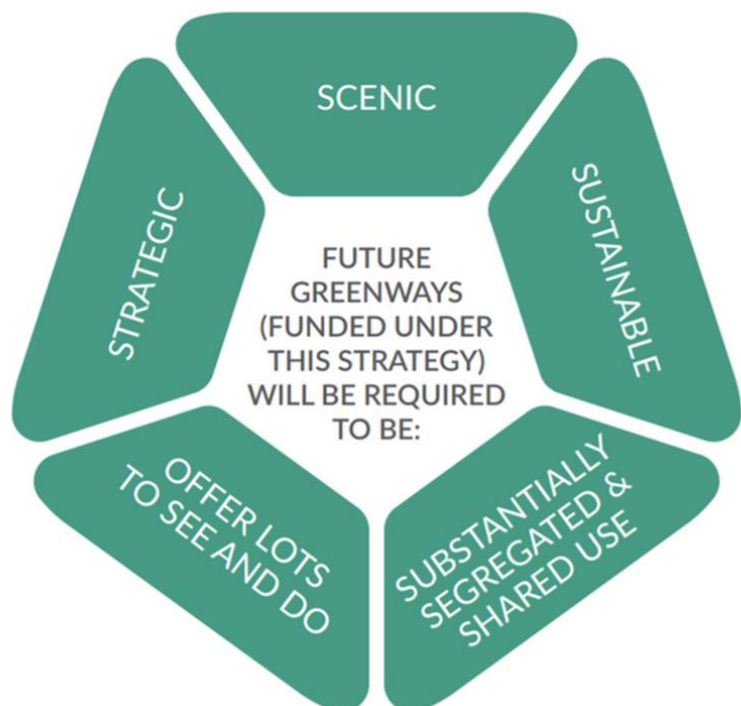 SCENIC
SUSTAINABLE
SUBSTANTIALLY
SEGREGATED &
SHARED USE
OFFER LOTS
TO SEE AND DO
STRATEGIC
FUTURE
GREENWAYS
(FUNDED UNDER
THIS STRATEGY)
WILL BE REQUIRED
TO BE: